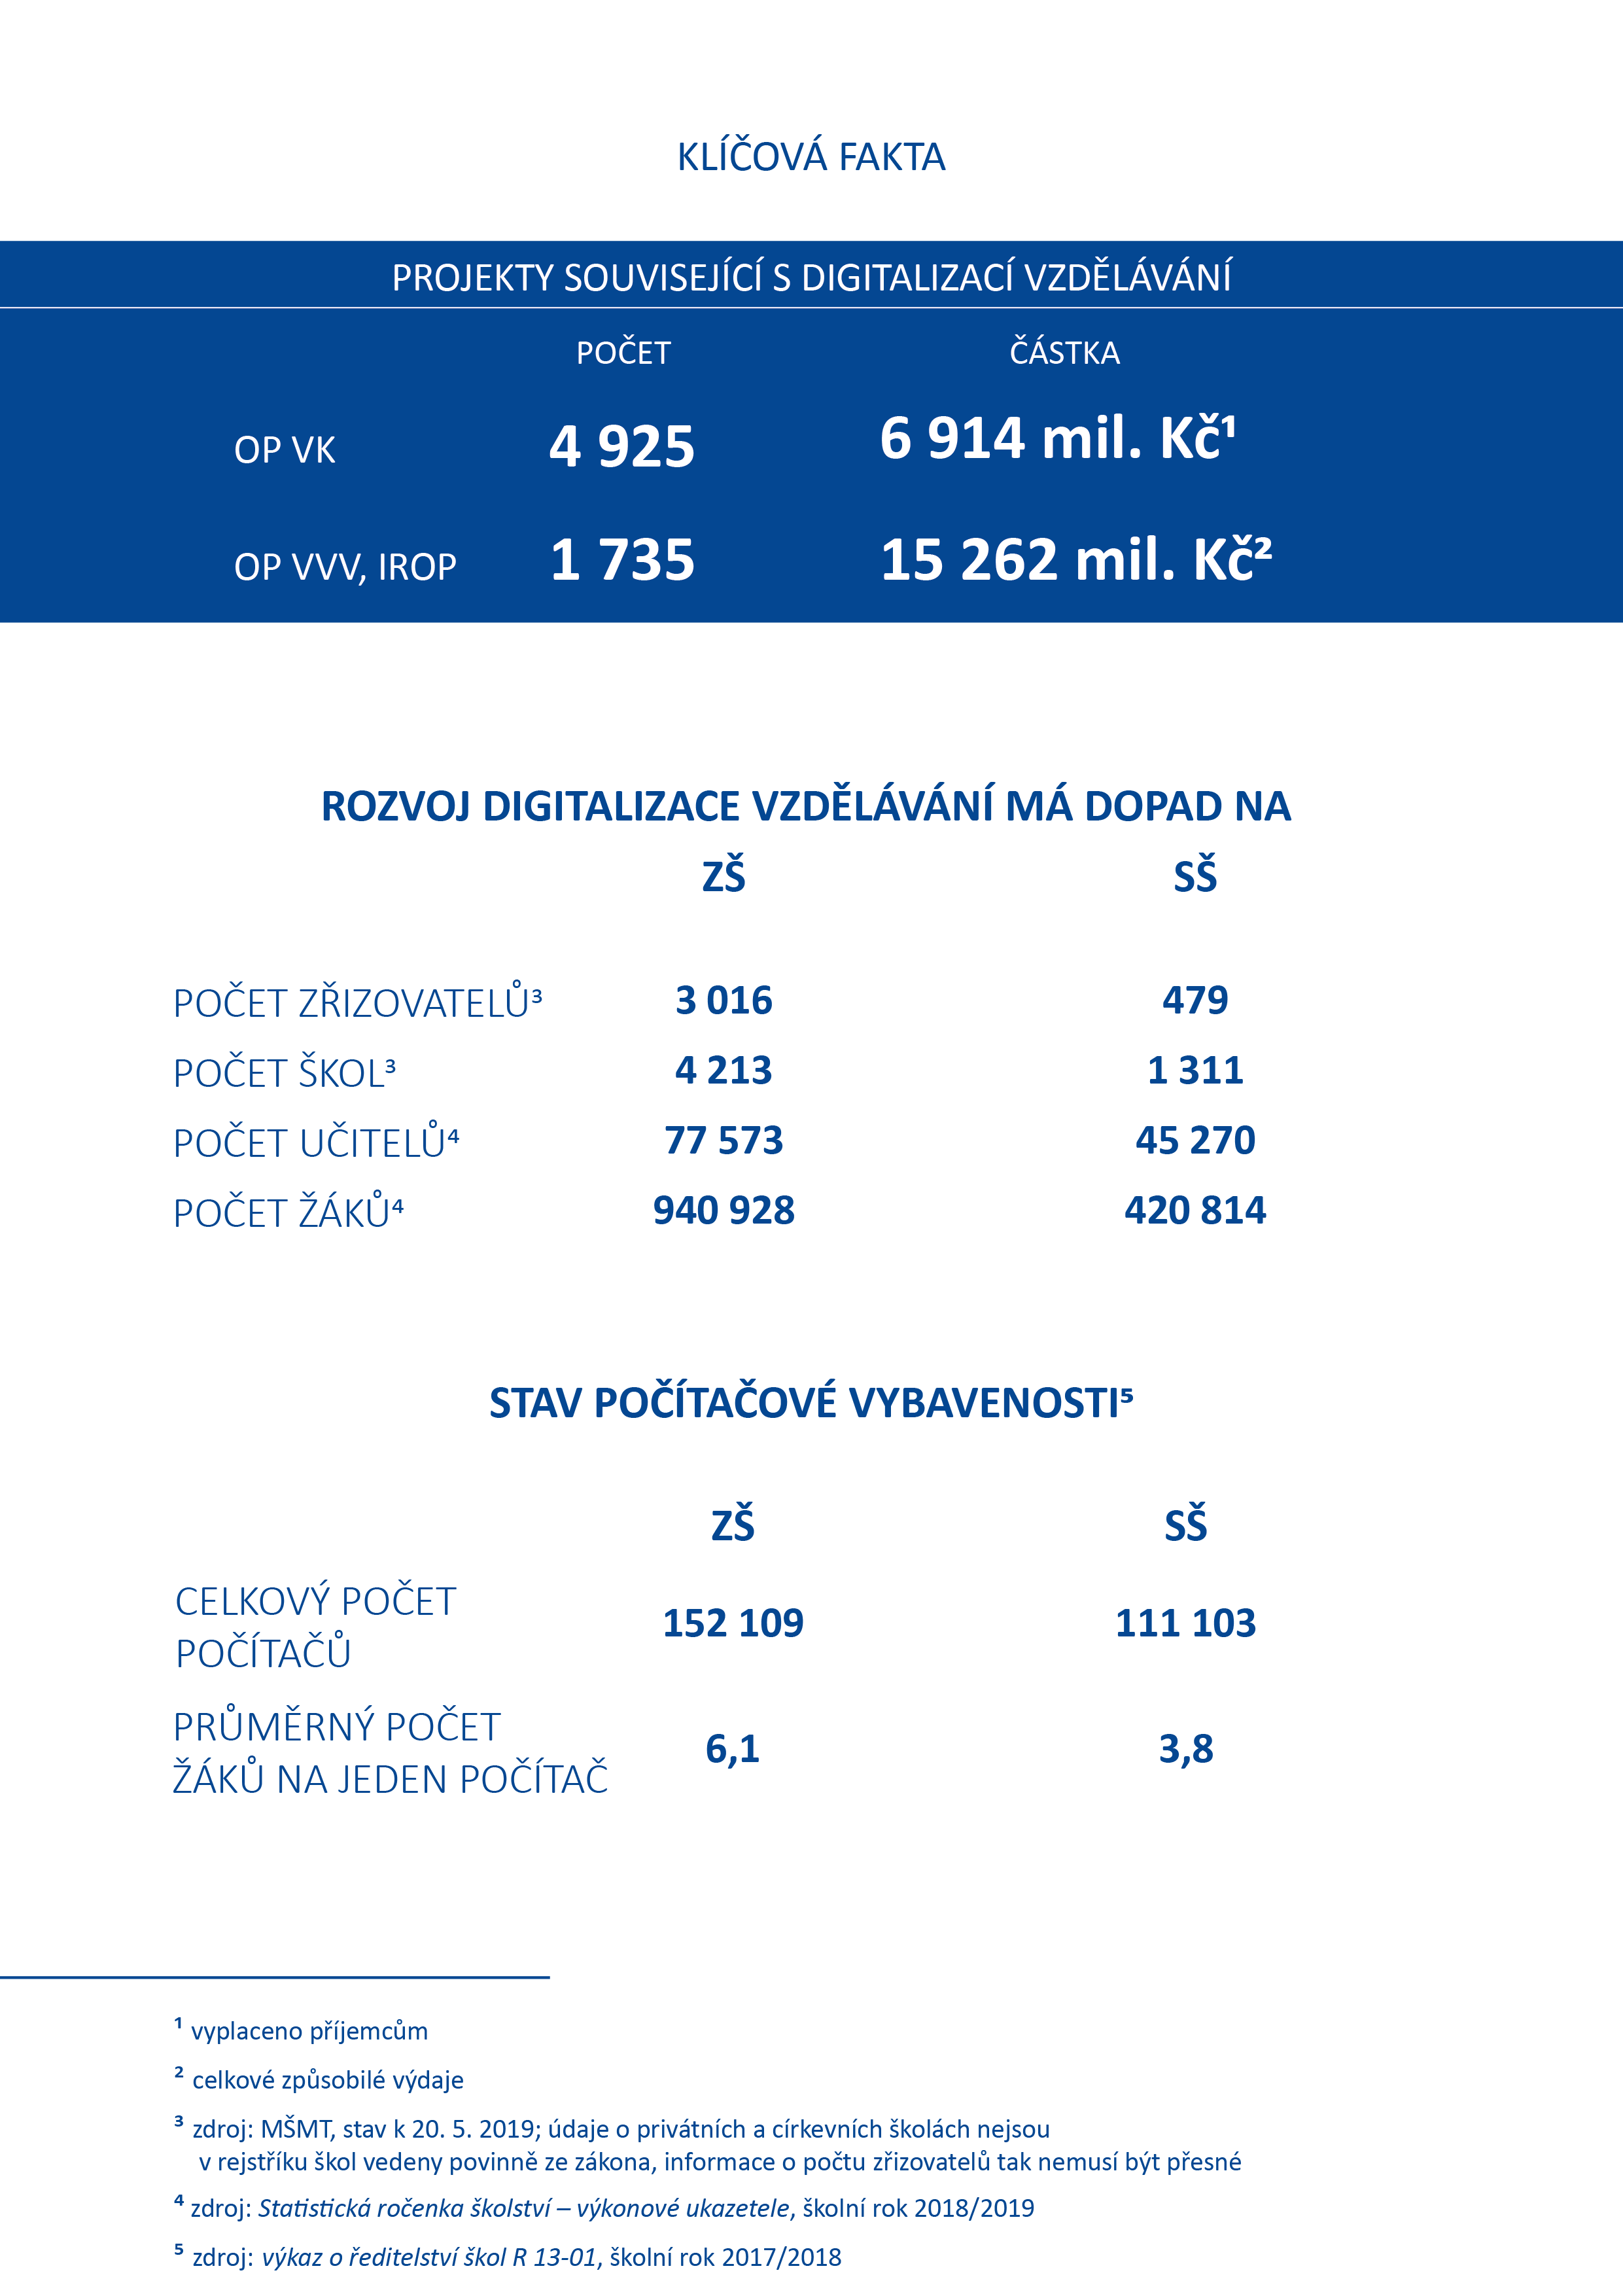 KLÍČOVÁ FAKTA
PROJEKTY SOUVISEJÍCÍ S DIGITALIZACÍ VZDĚLÁVÁNÍ
POČET ČÁSTKA
OP VK 4 925 6 914 mil. Kč¹
OP VVV, IROP 1 735 15 262 mil. Kč²
ROZVOJ DIGITALIZACE VZDĚLÁVÁNÍ MÁ DOPAD NA
ZŠ SŠ
POČET ZŘIZOVATELŮ³ 3 016 479
POČET ŠKOL³ 4 213 1 311
POČET UČITELŮ⁴ 77 573 45 270
POČET ŽÁKŮ⁴ 940 928 420 814
STAV POČÍTAČOVÉ VYBAVENOSTI⁵
ZŠ SŠ
CELKOVÝ POČET
POČÍTAČŮ 152 109 111 103
PRŮMĚRNÝ POČET
ŽÁKŮ NA JEDEN POČÍTAČ 6,1 3,8
¹ vyplaceno příjemcům
² celkové způsobilé výdaje
³ zdroj: MŠMT, stav k 20. 5. 2019; údaje o privátních a církevních školách nejsou
v rejstříku škol vedeny povinně ze zákona, informace o počtu zřizovatelů tak nemusí být přesné
⁴ zdroj: Statistická ročenka školství – výkonové ukazetele, školní rok 2018/2019
⁵ zdroj: výkaz o ředitelství škol R 13-01, školní rok 2017/2018